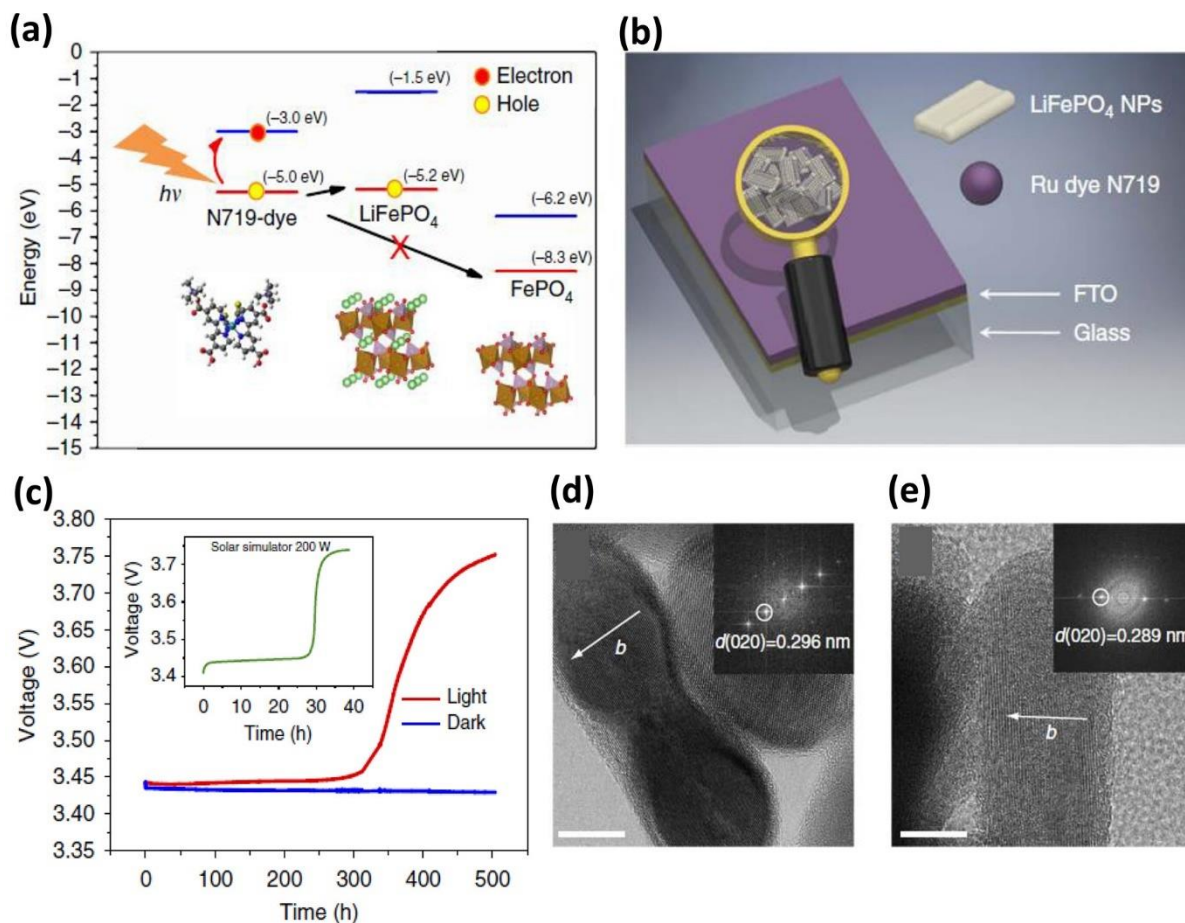 (a)
0
−1
−2
−3
−4
−5
−6
−7
−8
−9
−10
−11
−12
−13
−14
−15
Energy (eV)
Electron
Hole
(−1.5 eV)
(−3.0 eV)
(−5.0 eV)
(−5.2 eV)
(−6.2 eV)
(−8.3 eV)
hν
N719-dye
LiFePO₄
X
FePO₄
(b)
LiFePO₄ NPs
Ru dye N719
FTO
Glass
(c)
3.80
3.75
3.70
3.65
3.60
3.55
3.50
3.45
3.40
3.35
Voltage (V)
0 100 200 300 400 500
Time (h)
Solar simulator 200 W
3.7
3.6
3.5
3.4
Voltage (V)
0 10 20 30 40
Time (h)
Light
Dark
(d)
b
d(020)=0.296 nm
(e)
b
d(020)=0.289 nm